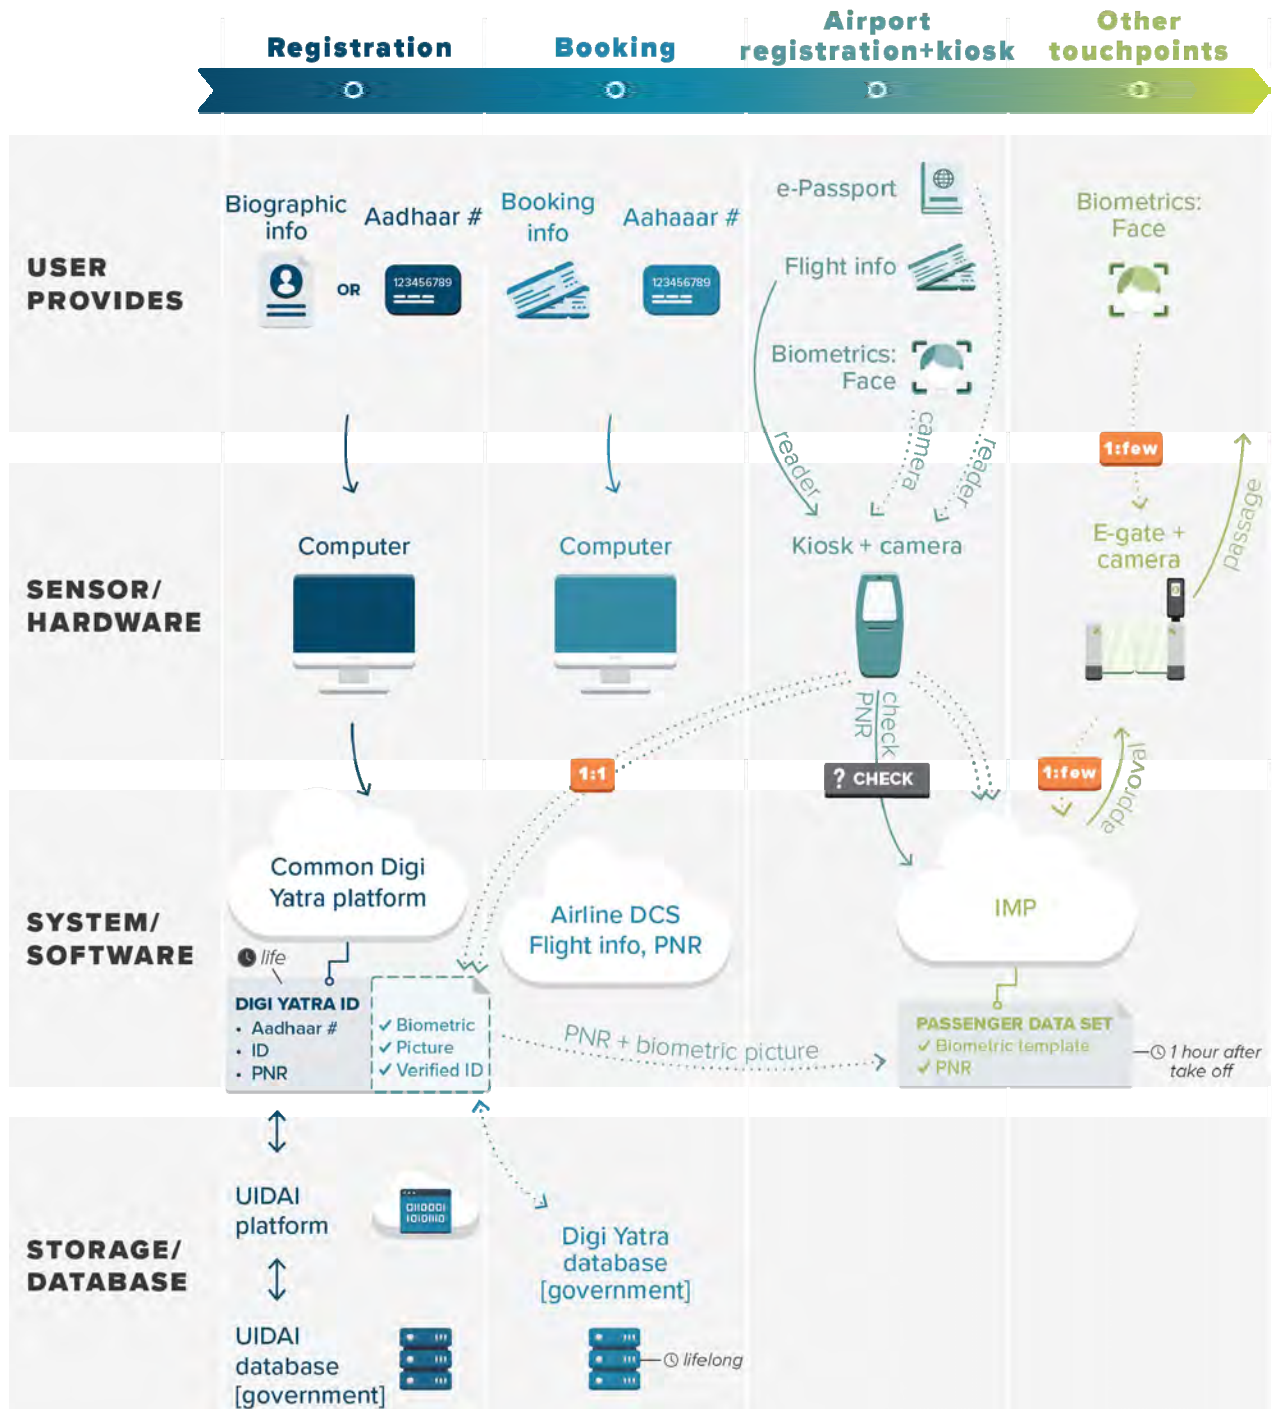 Registration
Booking
Airport
registration+kiosk
Other
touchpoints
USER
PROVIDES
Biographic
info
OR
Aadhaar #
123456789
Booking
info
Aahaaar #
123456789
e-Passport
Flight info
Biometrics:
Face
reader
camera
reader
Biometrics:
Face
1:few
passage
SENSOR/
HARDWARE
Computer
Computer
Kiosk + camera
E-gate +
camera
check
PNR
1:1
? CHECK
1:few
approval
SYSTEM/
SOFTWARE
Common Digi
Yatra platform
life
DIGI YATRA ID
• Aadhaar #
• ID
• PNR
✓ Biometric
✓ Picture
✓ Verified ID
Airline DCS
Flight info, PNR
PNR + biometric picture
IMP
PASSENGER DATA SET
✓ Biometric template
✓ PNR
1 hour after
take off
STORAGE/
DATABASE
UIDAI
platform
0110001
1010110
UIDAI
database
[government]
Digi Yatra
database
[government]
lifelong